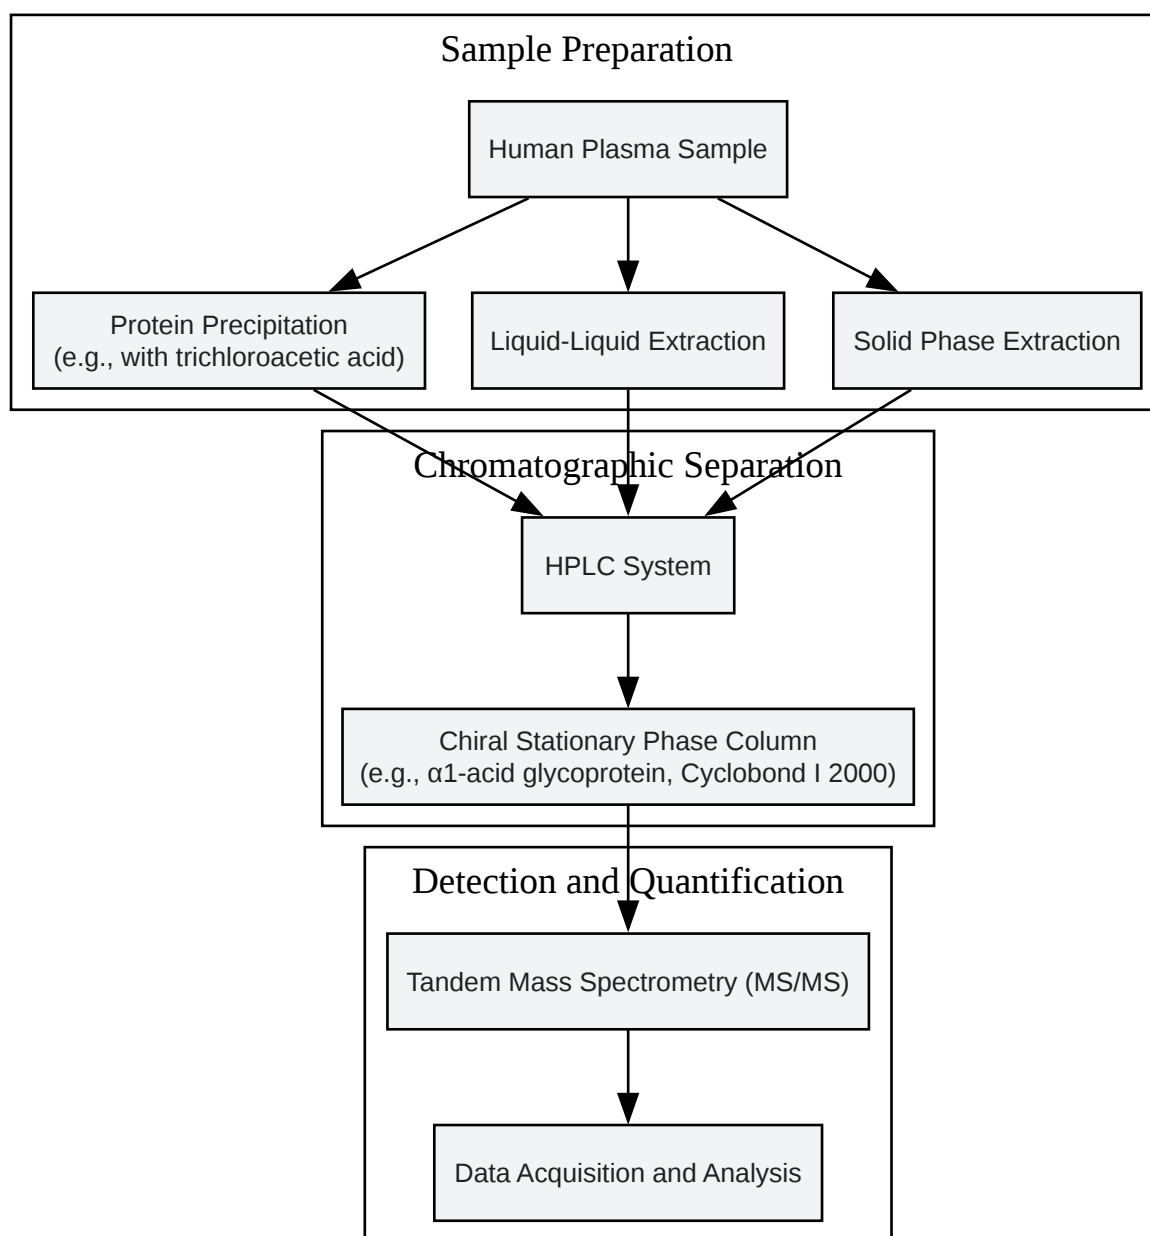 Sample Preparation
Human Plasma Sample
Protein Precipitation
(e.g., with trichloroacetic acid)
Liquid-Liquid Extraction
Solid Phase Extraction
Chromatographic Separation
HPLC System
Chiral Stationary Phase Column
(e.g., α1-acid glycoprotein, Cyclobond I 2000)
Detection and Quantification
Tandem Mass Spectrometry (MS/MS)
Data Acquisition and Analysis